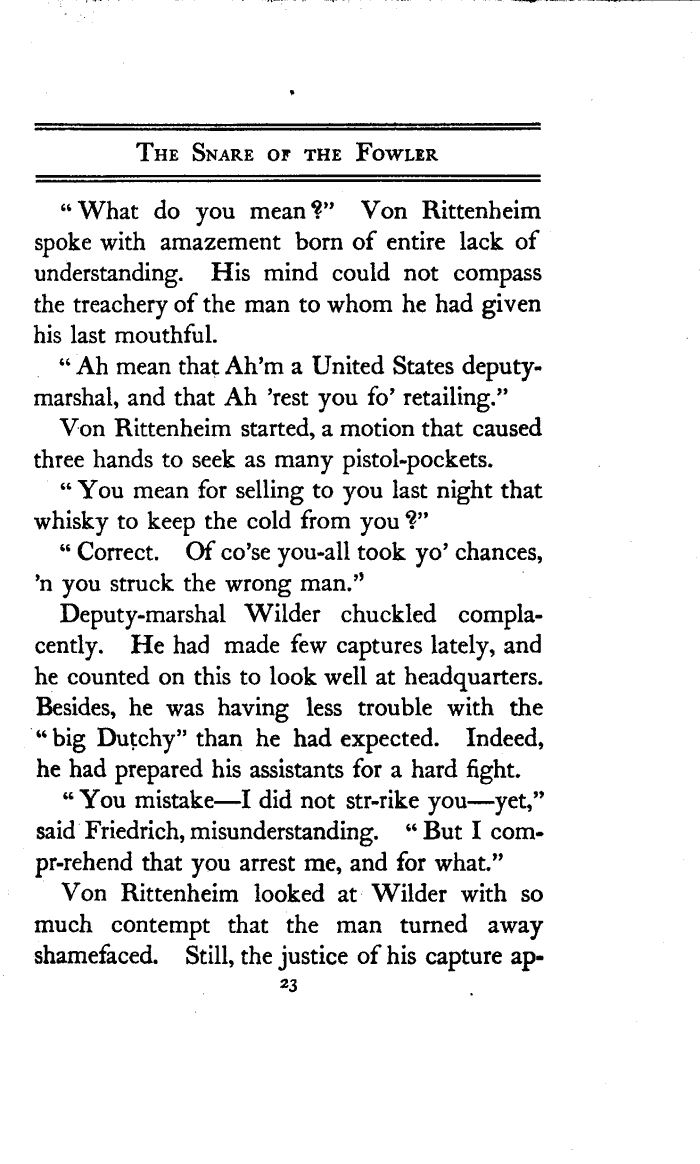 The Snare of the Fowler
“What do you mean?” Von Rittenheim
spoke with amazement born of entire lack of
understanding. His mind could not compass
the treachery of the man to whom he had given
his last mouthful.
“Ah mean that Ah’m a United States deputy-
marshal, and that Ah ’rest you fo’ retailing.”
Von Rittenheim started, a motion that caused
three hands to seek as many pistol-pockets.
“You mean for selling to you last night that
whisky to keep the cold from you?”
“Correct. Of co’se you-all took yo’ chances,
’n you struck the wrong man.”
Deputy-marshal Wilder chuckled compla-
cently. He had made few captures lately, and
he counted on this to look well at headquarters.
Besides, he was having less trouble with the
“big Dutchy” than he had expected. Indeed,
he had prepared his assistants for a hard fight.
“You mistake—I did not str-rike you—yet,”
said Friedrich, misunderstanding. “But I com-
pr-rehend that you arrest me, and for what.”
Von Rittenheim looked at Wilder with so
much contempt that the man turned away
shamefaced. Still, the justice of his capture ap-
23